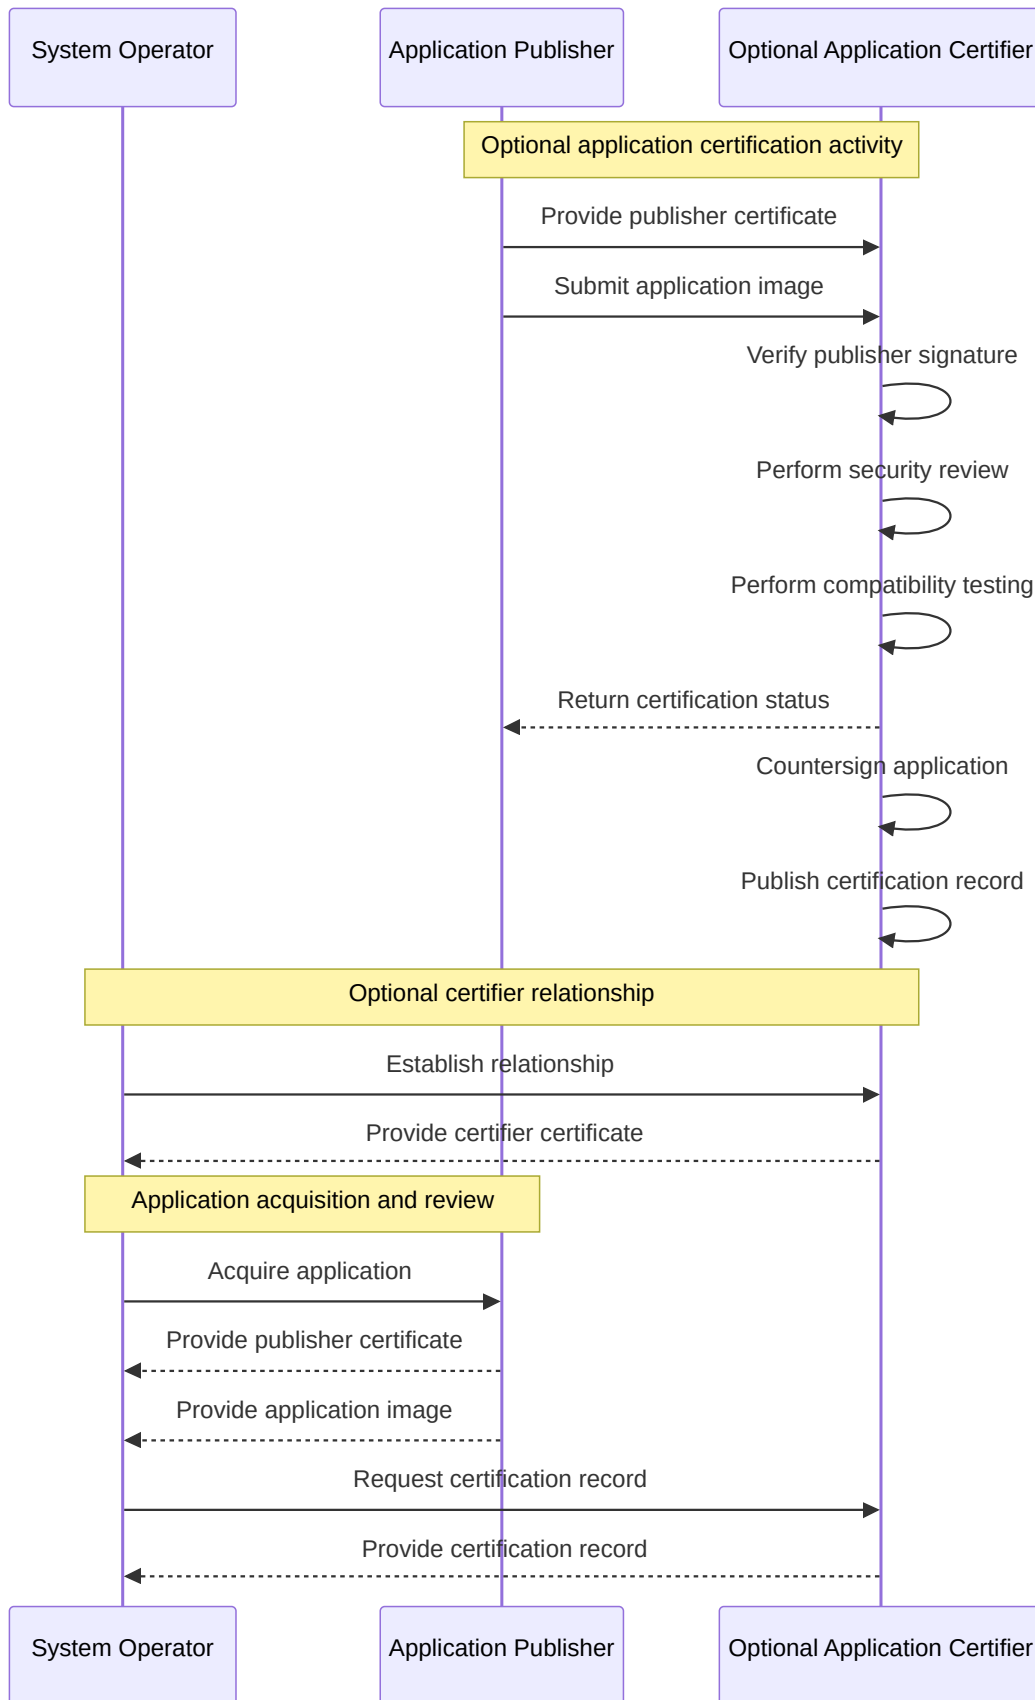 System Operator
Application Publisher
Optional Application Certifier
Optional application certification activity
Provide publisher certificate
Submit application image
Verify publisher signature
Perform security review
Perform compatibility testing
Return certification status
Countersign application
Publish certification record
Optional certifier relationship
Establish relationship
Provide certifier certificate
Application acquisition and review
Acquire application
Provide publisher certificate
Provide application image
Request certification record
Provide certification record
System Operator
Application Publisher
Optional Application Certifier